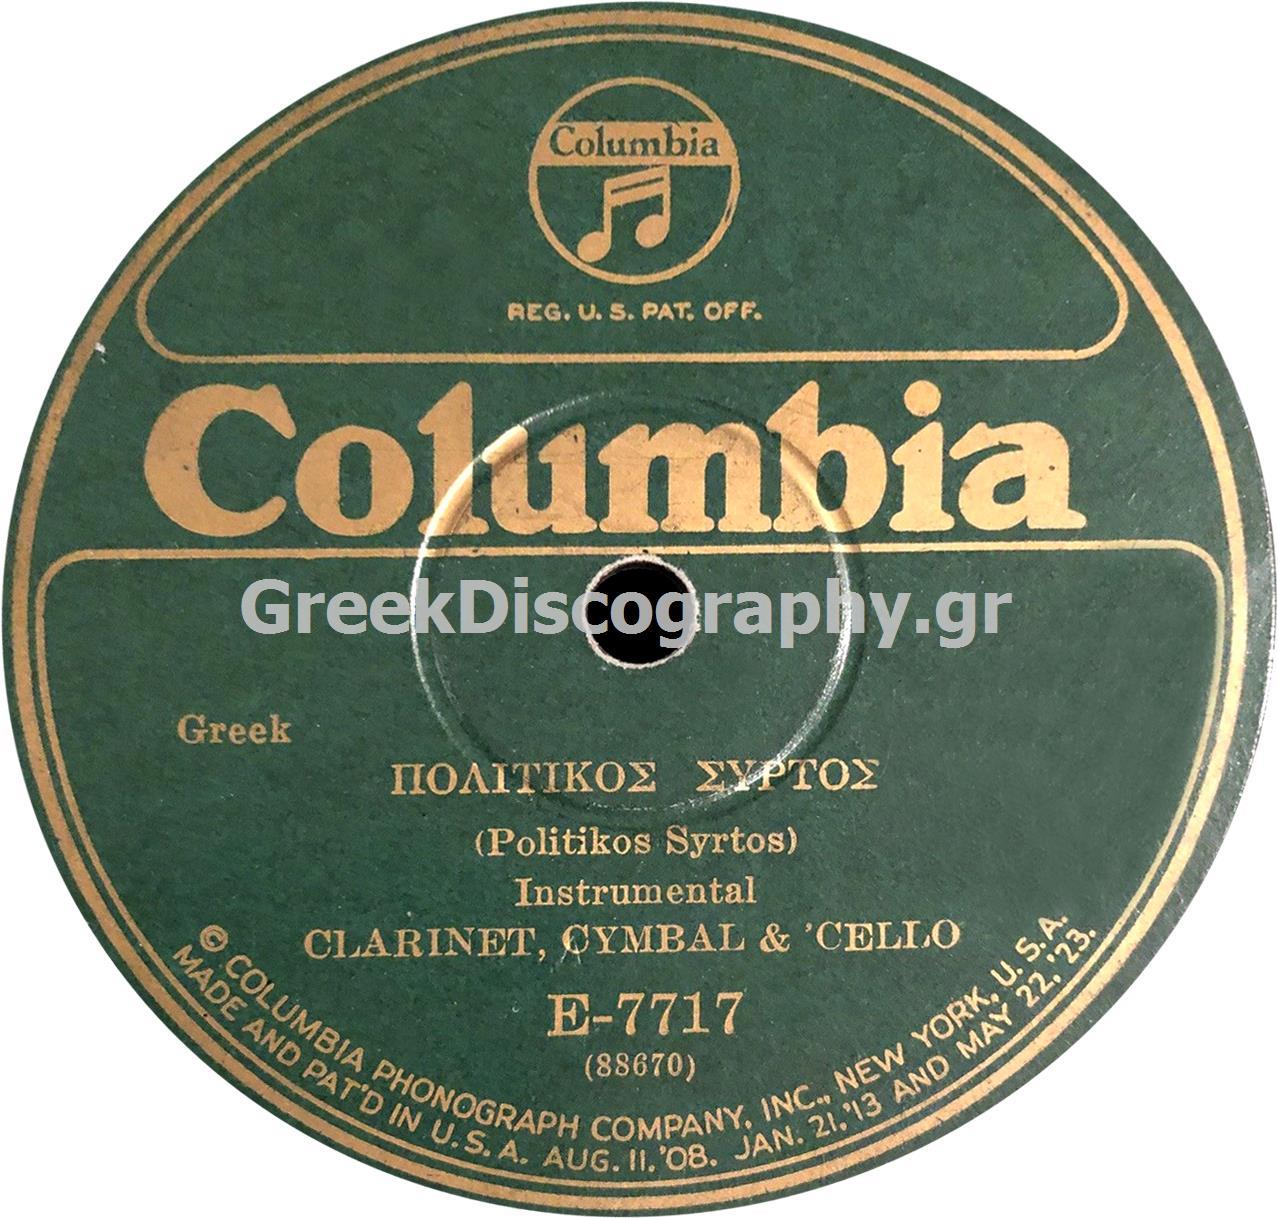 Columbia
REG. U. S. PAT. OFF.
Columbia
GreekDiscography.gr
Greek
ΠΟΛΙΤΙΚΟΣ ΣΥΡΤΟΣ
(Politikos Syrtos)
Instrumental
CLARINET, CYMBAL & 'CELLO
E-7717
(88670)
© COLUMBIA PHONOGRAPH COMPANY, INC., NEW YORK, U. S. A.
MADE AND PAT'D IN U. S. A. AUG. 11, '08. JAN. 21, '13 AND MAY 22, '23.